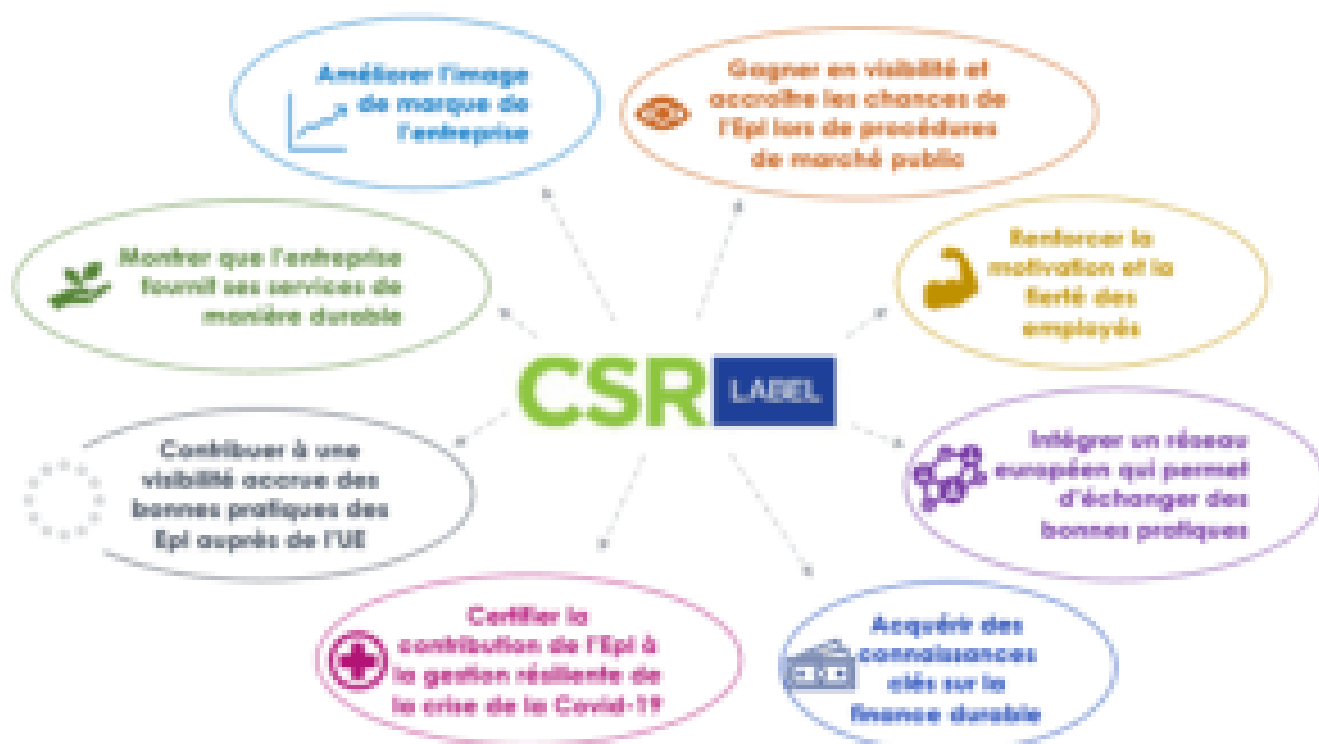 Améliorer l'image
de marque de
l'entreprise
Gagner en visibilité et
accroître les chances de
l'Epl lors de procédures
de marché public
Montrer que l'entreprise
fournit ses services de
manière durable
Renforcer la
motivation et la
fierté des
employés
CSR LABEL
Contribuer à une
visibilité accrue des
bonnes pratiques des
Epl auprès de l'UE
Intégrer un réseau
européen qui permet
d'échanger des
bonnes pratiques
Certifier la
contribution de l'Epl à
la gestion résiliente de
la crise de la Covid-19
Acquérir des
connaissances
clés sur la
finance durable